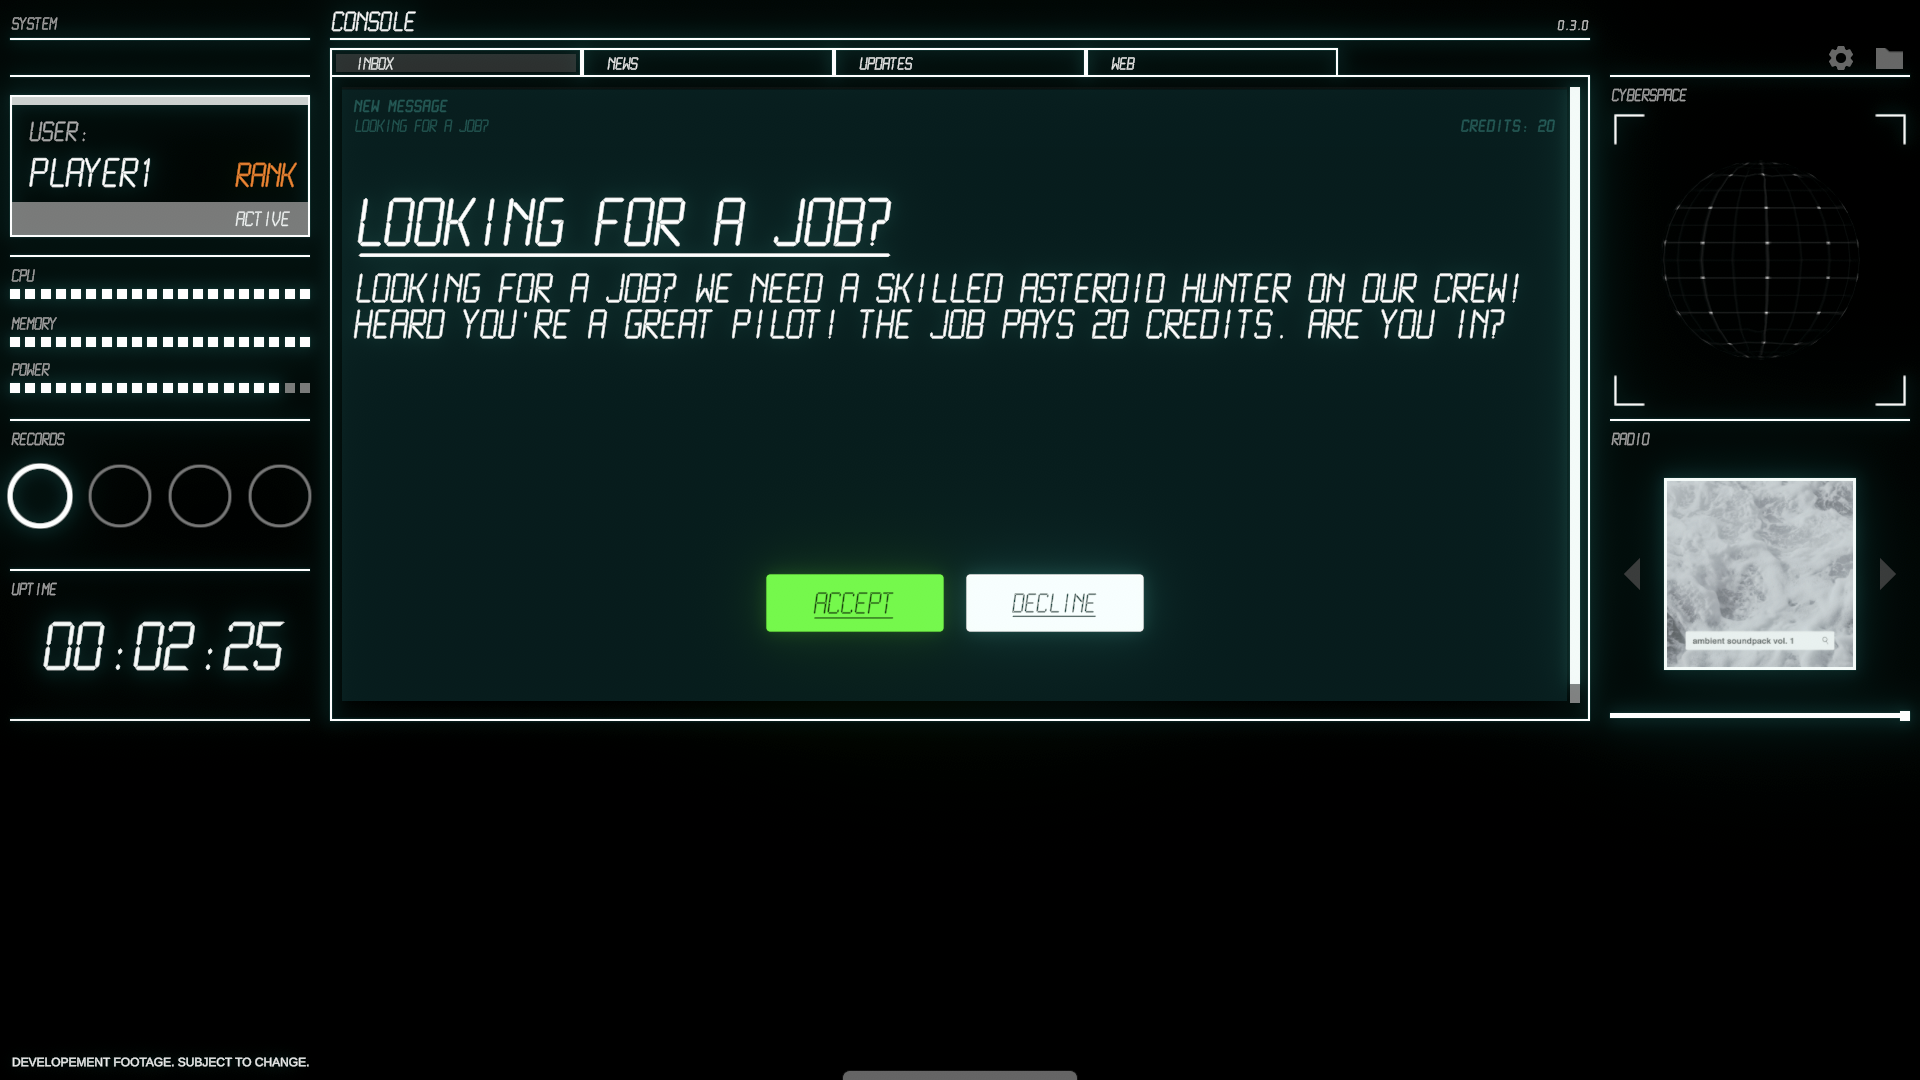 SYSTEM
CONSOLE
0.3.0
INBOX
NEWS
UPDATES
WEB
USER:
PLAYER1
RANK
ACTIVE
CPU
MEMORY
POWER
RECORDS
UPTIME
00:02:25
NEW MESSAGE
LOOKING FOR A JOB?
CREDITS: 20
LOOKING FOR A JOB?
LOOKING FOR A JOB? WE NEED A SKILLED ASTEROID HUNTER ON OUR CREW!
HEARD YOU'RE A GREAT PILOT! THE JOB PAYS 20 CREDITS. ARE YOU IN?
ACCEPT
DECLINE
CYBERSPACE
RADIO
ambient soundpack vol. 1
DEVELOPEMENT FOOTAGE. SUBJECT TO CHANGE.